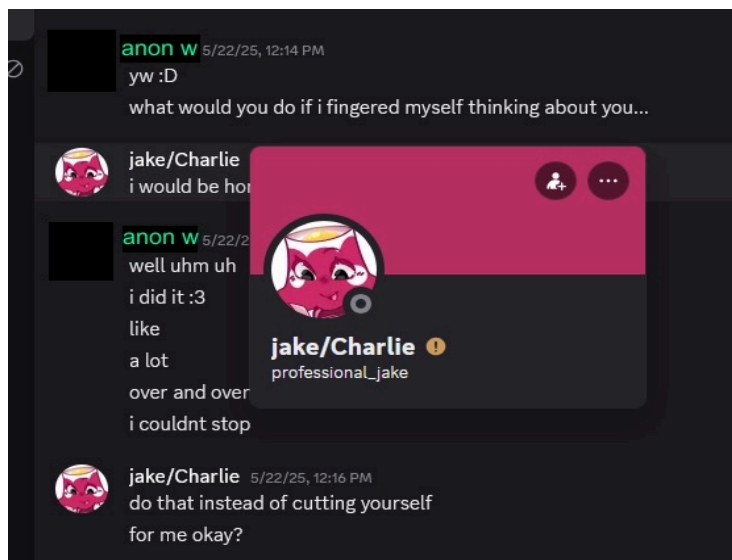 anon w 5/22/25, 12:14 PM
yw :D
what would you do if i fingered myself thinking about you...
jake/Charlie
i would be
anon w
well uhm uh
i did it :3
like
a lot
over and over
i couldnt stop
jake/Charlie
professional_jake
jake/Charlie 5/22/25, 12:16 PM
do that instead of cutting yourself
for me okay?